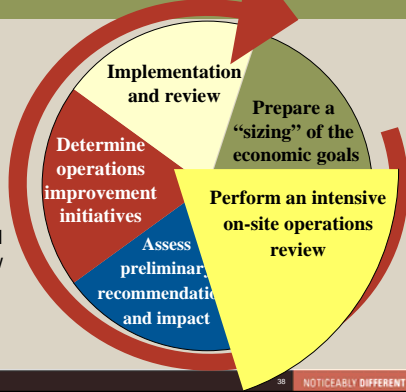 Implementation
and review
Prepare a
“sizing” of the
economic goals
Determine
operations
improvement
initiatives
Perform an intensive
on-site operations
review
Assess
preliminar
recommendatio
and impact
38
NOTICEABLY DIFFERENT